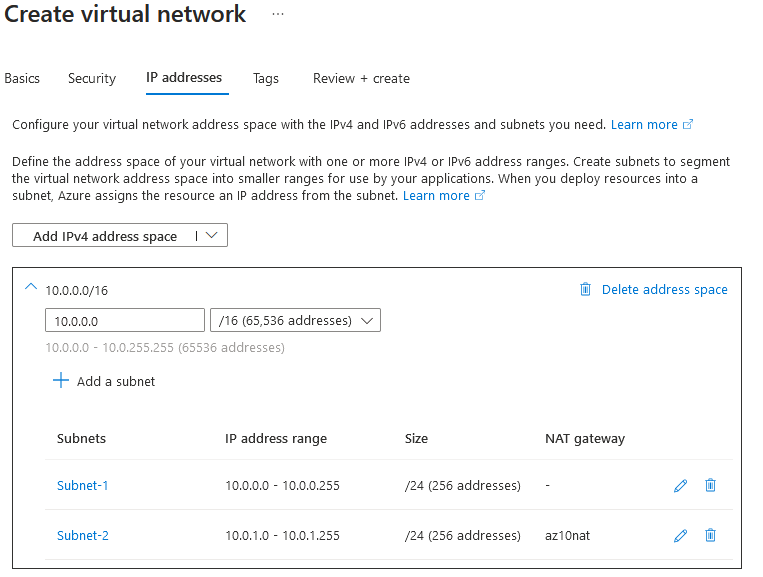 Create virtual network ...
Basics Security IP addresses Tags Review + create
Configure your virtual network address space with the IPv4 and IPv6 addresses and subnets you need. Learn more
Define the address space of your virtual network with one or more IPv4 or IPv6 address ranges. Create subnets to segment
the virtual network address space into smaller ranges for use by your applications. When you deploy resources into a
subnet, Azure assigns the resource an IP address from the subnet. Learn more
Add IPv4 address space
10.0.0.0/16 Delete address space
10.0.0.0 /16 (65,536 addresses)
10.0.0.0 - 10.0.255.255 (65536 addresses)
Add a subnet
Subnets IP address range Size NAT gateway
Subnet-1 10.0.0.0 - 10.0.0.255 /24 (256 addresses) -
Subnet-2 10.0.1.0 - 10.0.1.255 /24 (256 addresses) az10nat